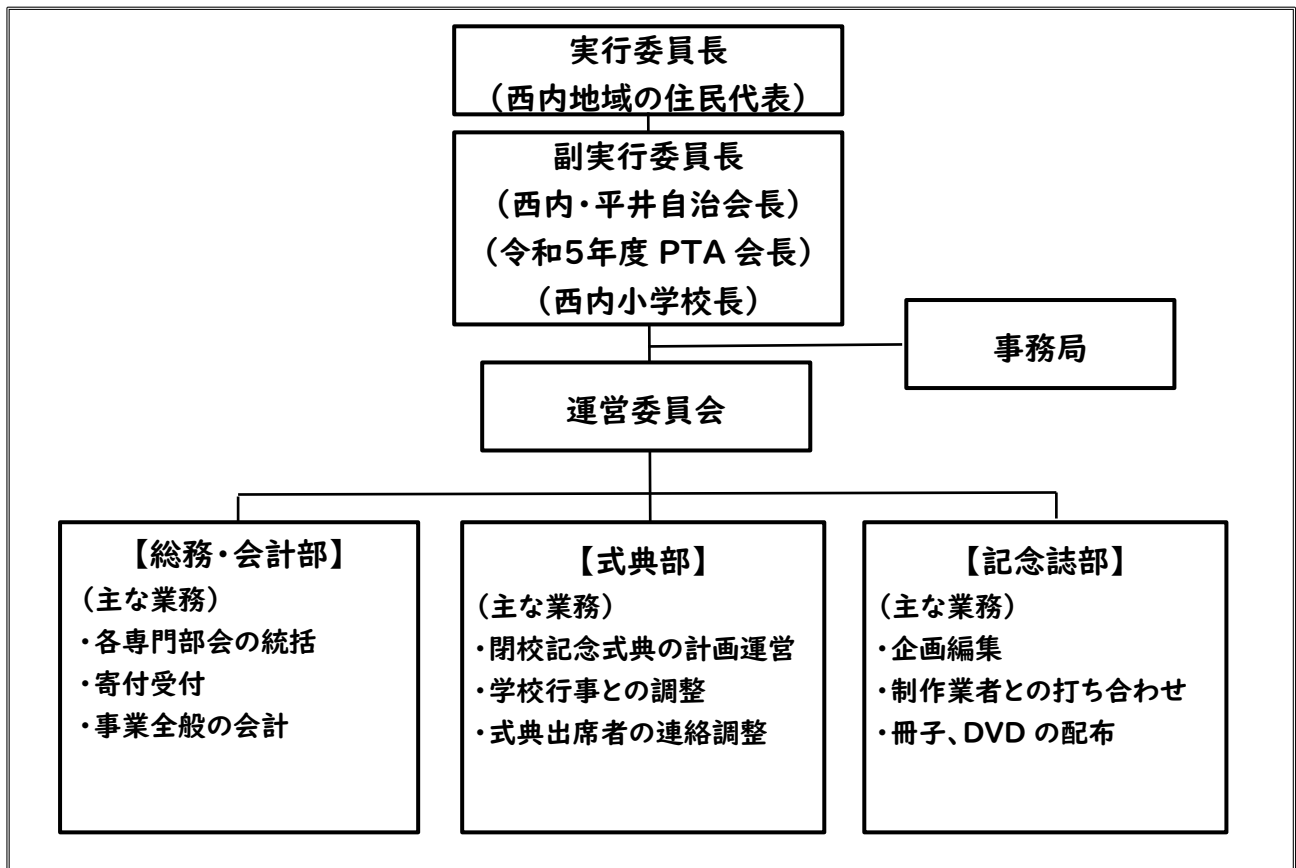 実行委員長
（西内地域の住民代表）
副実行委員長
（西内・平井自治会長）
（令和5年度 PTA 会長）
（西内小学校長）
事務局
運営委員会
【総務・会計部】
（主な業務）
・各専門部会の統括
・寄付受付
・事業全般の会計
【式典部】
（主な業務）
・閉校記念式典の計画運営
・学校行事との調整
・式典出席者の連絡調整
【記念誌部】
（主な業務）
・企画編集
・制作業者との打ち合わせ
・冊子、DVD の配布